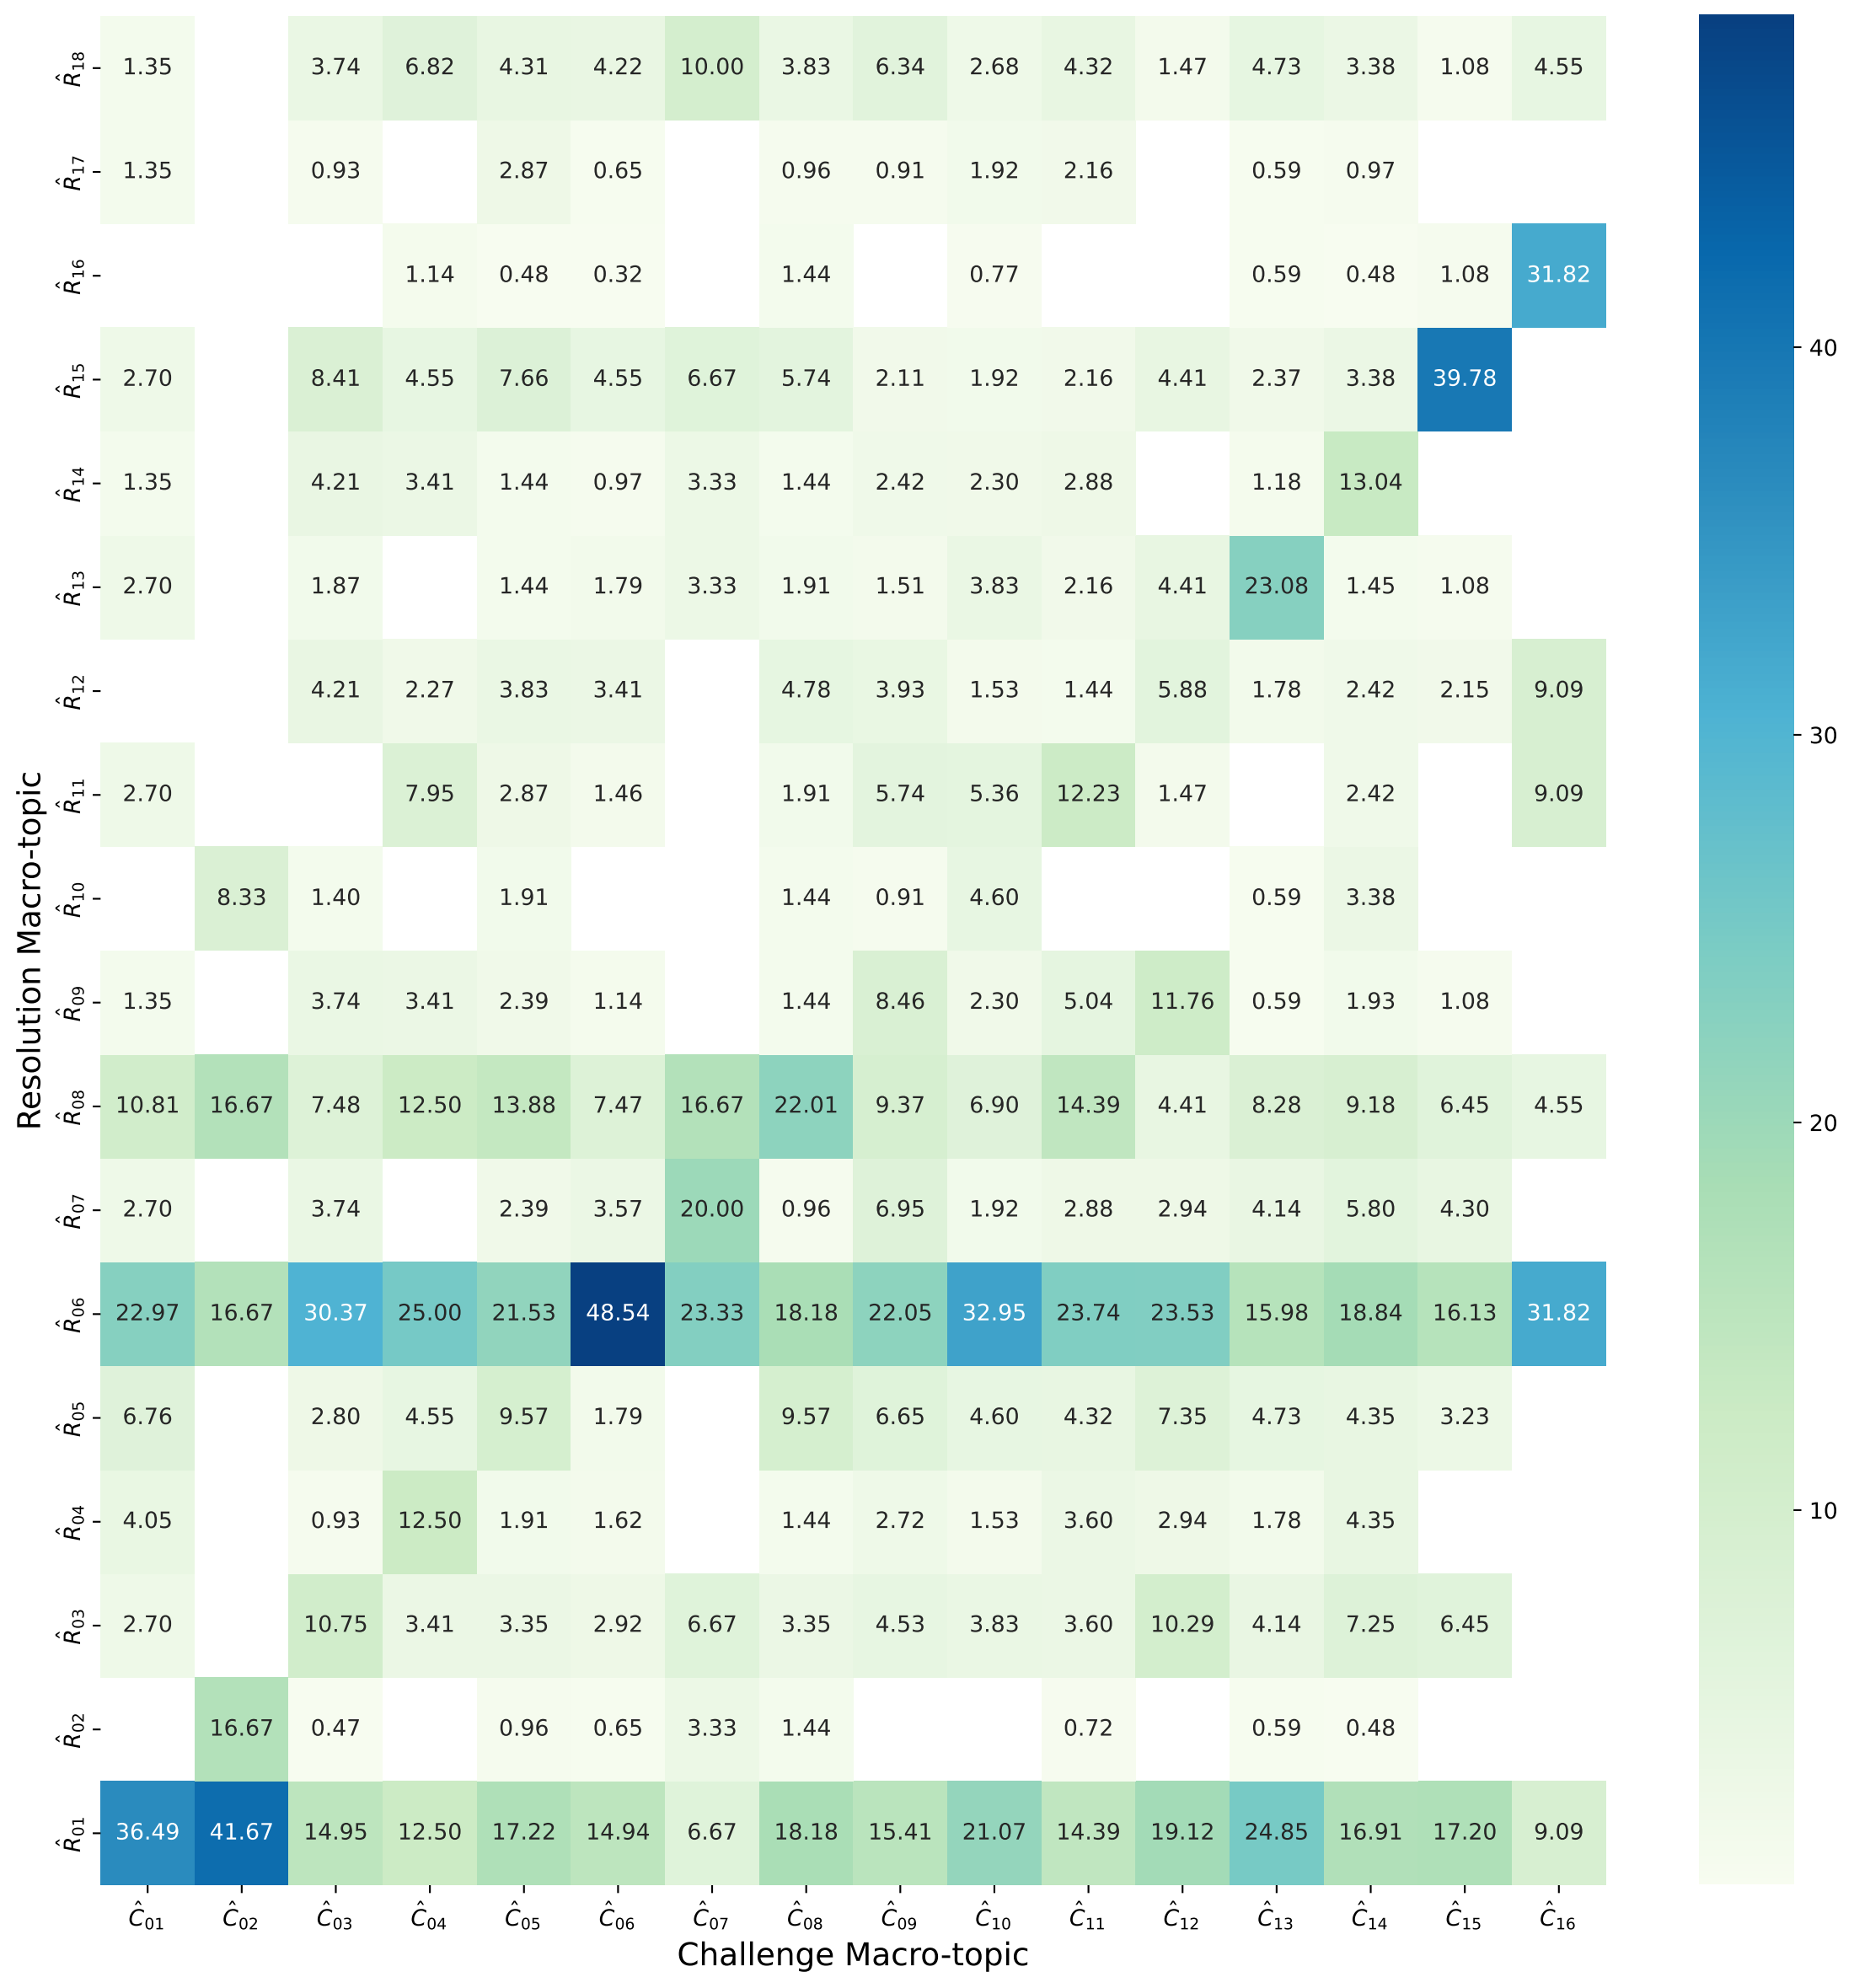 R̂18 1.35 3.74 6.82 4.31 4.22 10.00 3.83 6.34 2.68 4.32 1.47 4.73 3.38 1.08 4.55
R̂17 1.35 0.93 2.87 0.65 0.96 0.91 1.92 2.16 0.59 0.97
R̂16 1.14 0.48 0.32 1.44 0.77 0.59 0.48 1.08 31.82
R̂15 2.70 8.41 4.55 7.66 4.55 6.67 5.74 2.11 1.92 2.16 4.41 2.37 3.38 39.78
R̂14 1.35 4.21 3.41 1.44 0.97 3.33 1.44 2.42 2.30 2.88 1.18 13.04
R̂13 2.70 1.87 1.44 1.79 3.33 1.91 1.51 3.83 2.16 4.41 23.08 1.45 1.08
R̂12 4.21 2.27 3.83 3.41 4.78 3.93 1.53 1.44 5.88 1.78 2.42 2.15 9.09
R̂11 2.70 7.95 2.87 1.46 1.91 5.74 5.36 12.23 1.47 2.42 9.09
R̂10 8.33 1.40 1.91 1.44 0.91 4.60 0.59 3.38
R̂09 1.35 3.74 3.41 2.39 1.14 1.44 8.46 2.30 5.04 11.76 0.59 1.93 1.08
R̂08 10.81 16.67 7.48 12.50 13.88 7.47 16.67 22.01 9.37 6.90 14.39 4.41 8.28 9.18 6.45 4.55
R̂07 2.70 3.74 2.39 3.57 20.00 0.96 6.95 1.92 2.88 2.94 4.14 5.80 4.30
R̂06 22.97 16.67 30.37 25.00 21.53 48.54 23.33 18.18 22.05 32.95 23.74 23.53 15.98 18.84 16.13 31.82
R̂05 6.76 2.80 4.55 9.57 1.79 9.57 6.65 4.60 4.32 7.35 4.73 4.35 3.23
R̂04 4.05 0.93 12.50 1.91 1.62 1.44 2.72 1.53 3.60 2.94 1.78 4.35
R̂03 2.70 10.75 3.41 3.35 2.92 6.67 3.35 4.53 3.83 3.60 10.29 4.14 7.25 6.45
R̂02 16.67 0.47 0.96 0.65 3.33 1.44 0.72 0.59 0.48
R̂01 36.49 41.67 14.95 12.50 17.22 14.94 6.67 18.18 15.41 21.07 14.39 19.12 24.85 16.91 17.20 9.09
Ĉ01 Ĉ02 Ĉ03 Ĉ04 Ĉ05 Ĉ06 Ĉ07 Ĉ08 Ĉ09 Ĉ10 Ĉ11 Ĉ12 Ĉ13 Ĉ14 Ĉ15 Ĉ16
Challenge Macro-topic
Resolution Macro-topic
40
30
20
10